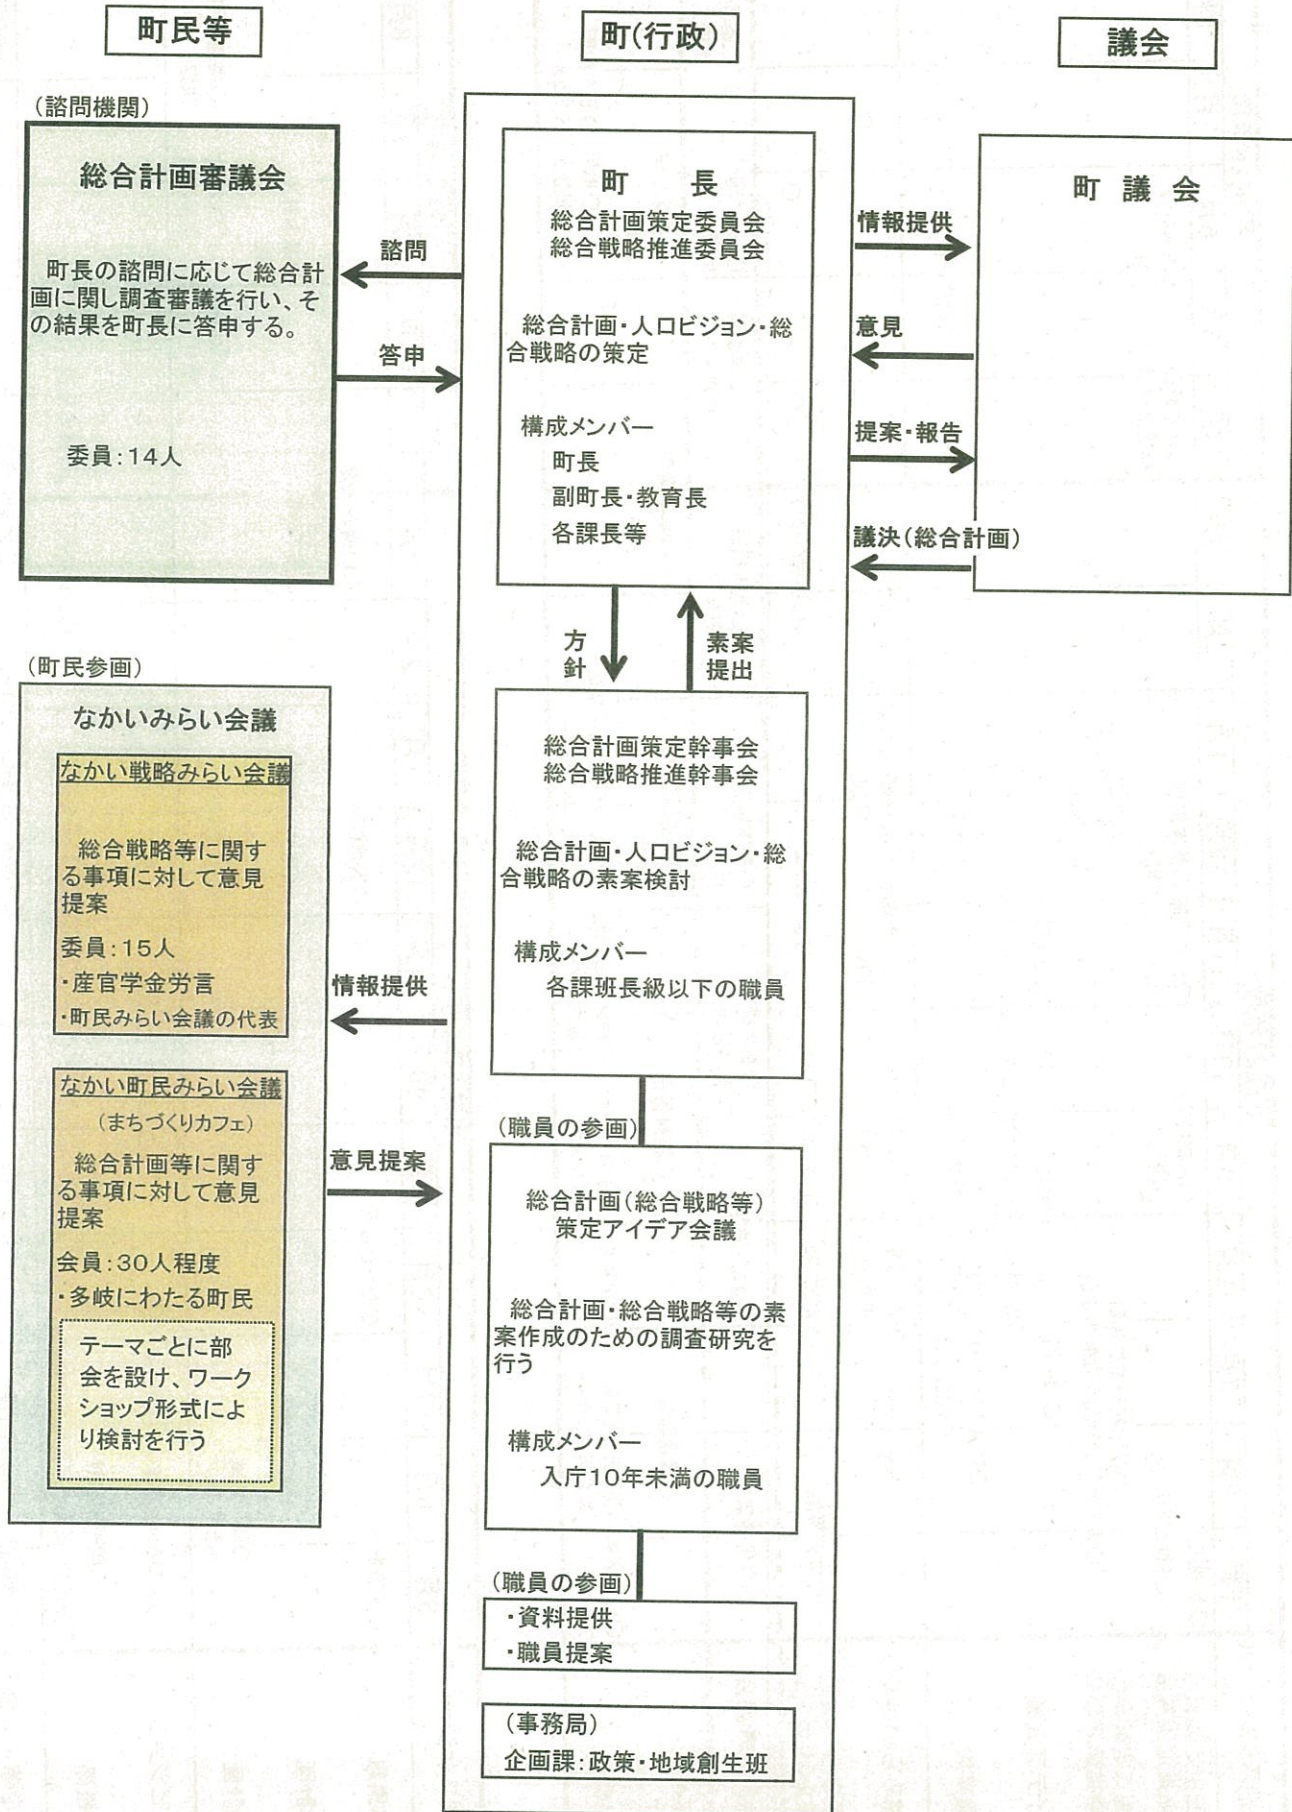 町民等
町(行政)
議会
(諮問機関)
総合計画審議会
町長の諮問に応じて総合計
画に関し調査審議を行い、そ
の結果を町長に答申する。
委員:14人
諮問
答申
町 長
総合計画策定委員会
総合戦略推進委員会
総合計画・人口ビジョン・総
合戦略の策定
構成メンバー
町長
副町長・教育長
各課長等
情報提供
意見
提案・報告
議決(総合計画)
町 議 会
方
針
素案
提出
(町民参画)
なかいみらい会議
なかい戦略みらい会議
総合戦略等に関す
る事項に対して意見
提案
委員:15人
・産官学金労言
・町民みらい会議の代表
なかい町民みらい会議
(まちづくりカフェ)
総合計画等に関す
る事項に対して意見
提案
会員:30人程度
・多岐にわたる町民
テーマごとに部
会を設け、ワーク
ショップ形式によ
り検討を行う
情報提供
意見提案
総合計画策定幹事会
総合戦略推進幹事会
総合計画・人口ビジョン・総
合戦略の素案検討
構成メンバー
各課班長級以下の職員
(職員の参画)
総合計画(総合戦略等)
策定アイデア会議
総合計画・総合戦略等の素
案作成のための調査研究を
行う
構成メンバー
入庁10年未満の職員
(職員の参画)
・資料提供
・職員提案
(事務局)
企画課:政策・地域創生班